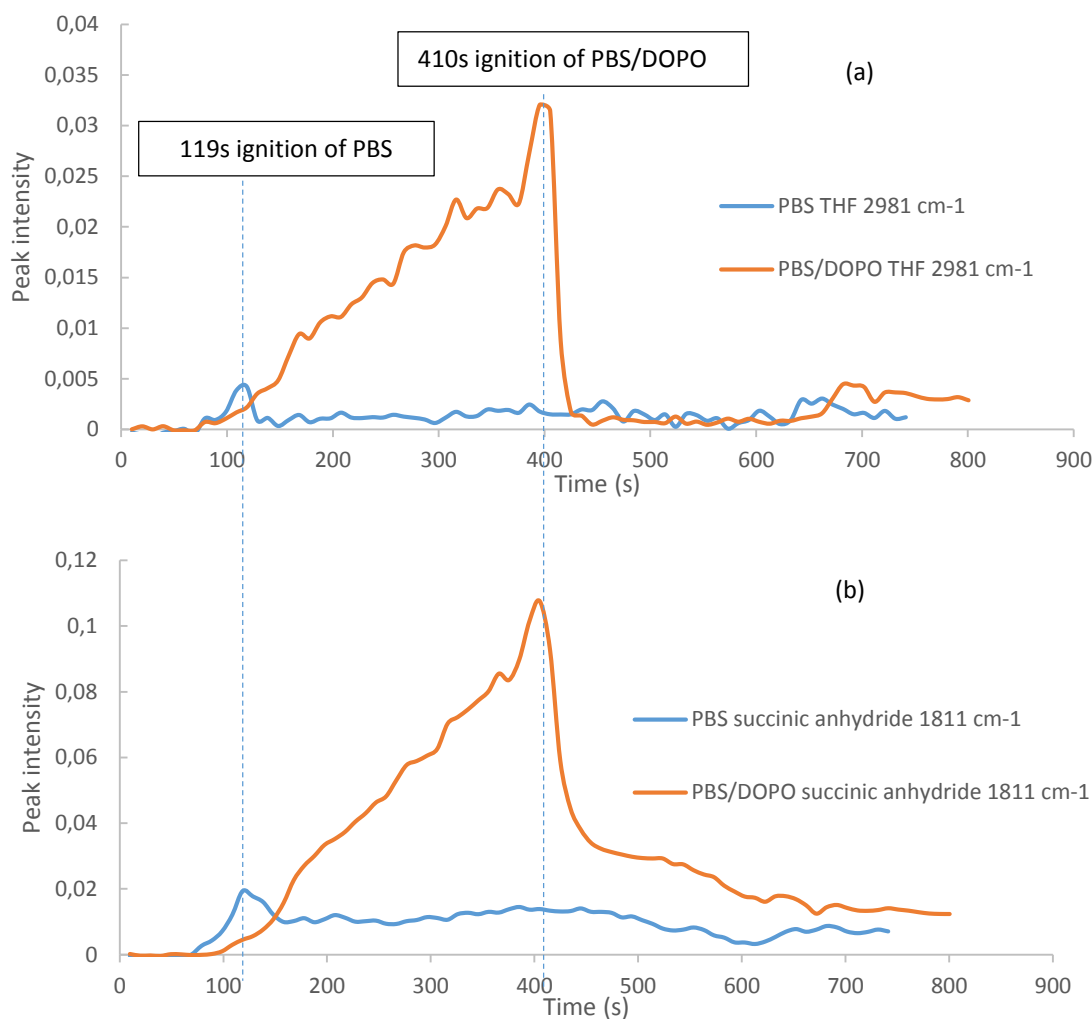 0,04
410s ignition of PBS/DOPO
(a)
0,035
0,03
119s ignition of PBS
0,025
PBS THF 2981 cm-1
0,02
PBS/DOPO THF 2981 cm-1
0,015
0,01
0,005
0
Peak intensity
0 100 200 300 400 500 600 700 800 900
Time (s)
0,12
(b)
0,1
0,08
PBS succinic anhydride 1811 cm-1
0,06
PBS/DOPO succinic anhydride 1811 cm-1
0,04
0,02
0
Peak intensity
0 100 200 300 400 500 600 700 800 900
Time (s)